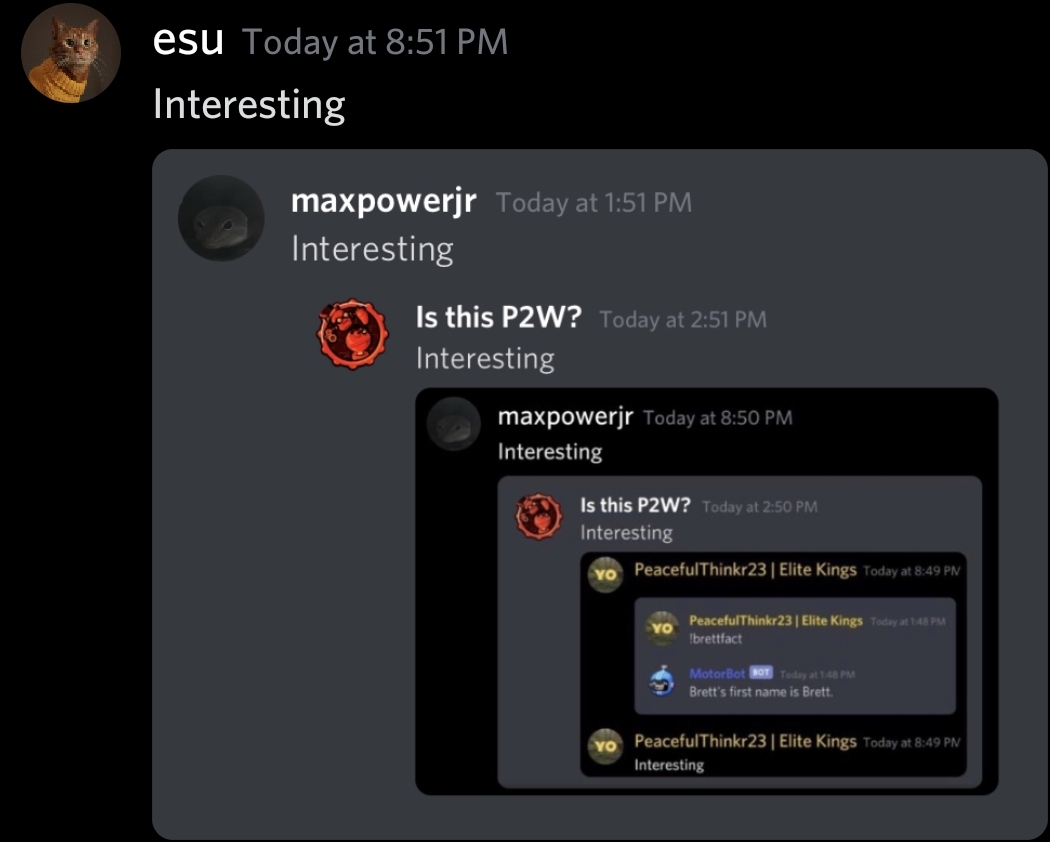 esu Today at 8:51 PM
Interesting
maxpowerjr Today at 1:51 PM
Interesting
Is this P2W? Today at 2:51 PM
Interesting
maxpowerjr Today at 8:50 PM
Interesting
Is this P2W? Today at 2:50 PM
Interesting
YO
PeacefulThinkr23 | Elite Kings Today at 8:49 PM
YO
PeacefulThinkr23 | Elite Kings Today at 1:48 PM
!brettfact
MotorBot BOT Today at 1:48 PM
Brett's first name is Brett.
YO
PeacefulThinkr23 | Elite Kings Today at 8:49 PM
Interesting